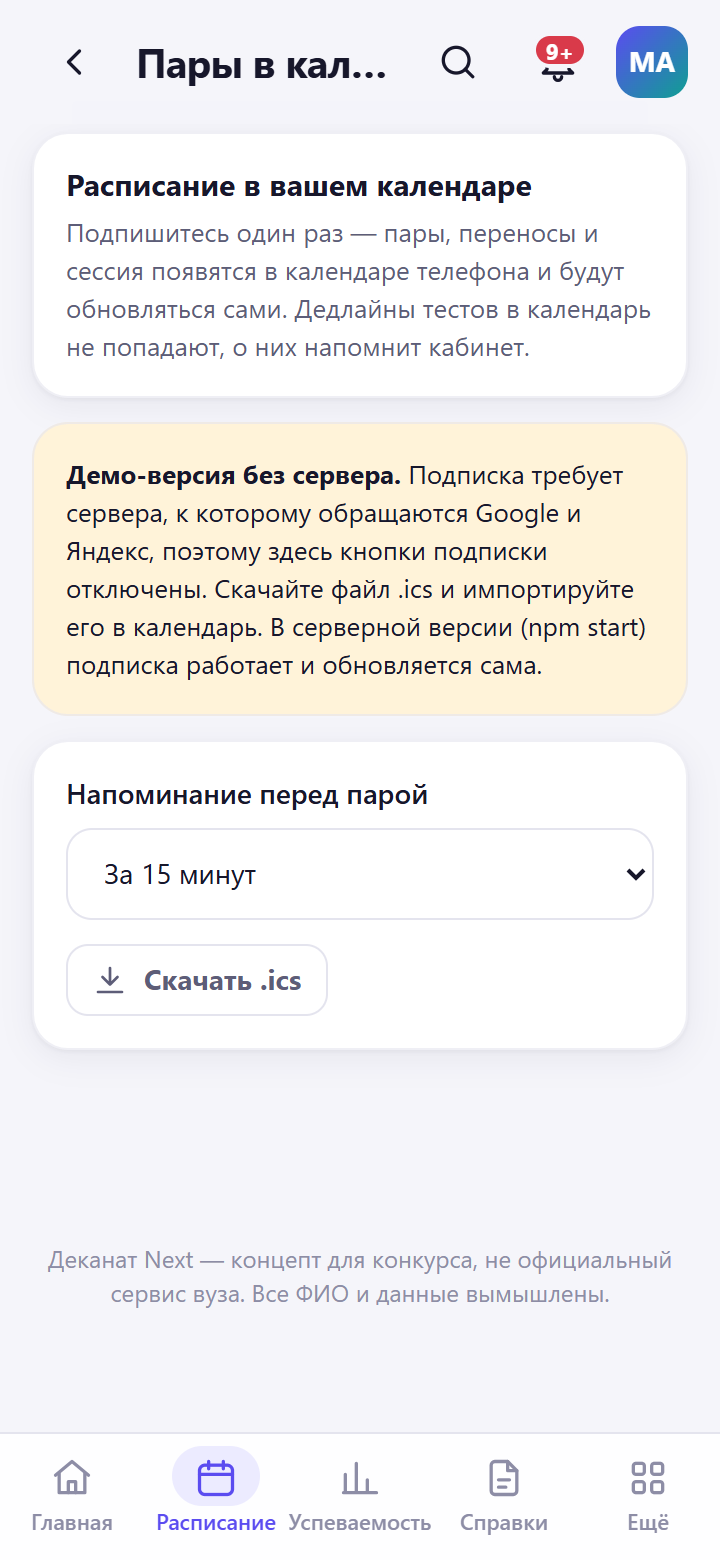 Пары в кал...
9+
MA
Расписание в вашем календаре
Подпишитесь один раз — пары, переносы и
сессия появятся в календаре телефона и будут
обновляться сами. Дедлайны тестов в календарь
не попадают, о них напомнит кабинет.
Демо-версия без сервера. Подписка требует
сервера, к которому обращаются Google и
Яндекс, поэтому здесь кнопки подписки
отключены. Скачайте файл .ics и импортируйте
его в календарь. В серверной версии (npm start)
подписка работает и обновляется сама.
Напоминание перед парой
За 15 минут
Скачать .ics
Деканат Next — концепт для конкурса, не официальный
сервис вуза. Все ФИО и данные вымышлены.
Главная
Расписание
Успеваемость
Справки
Ещё